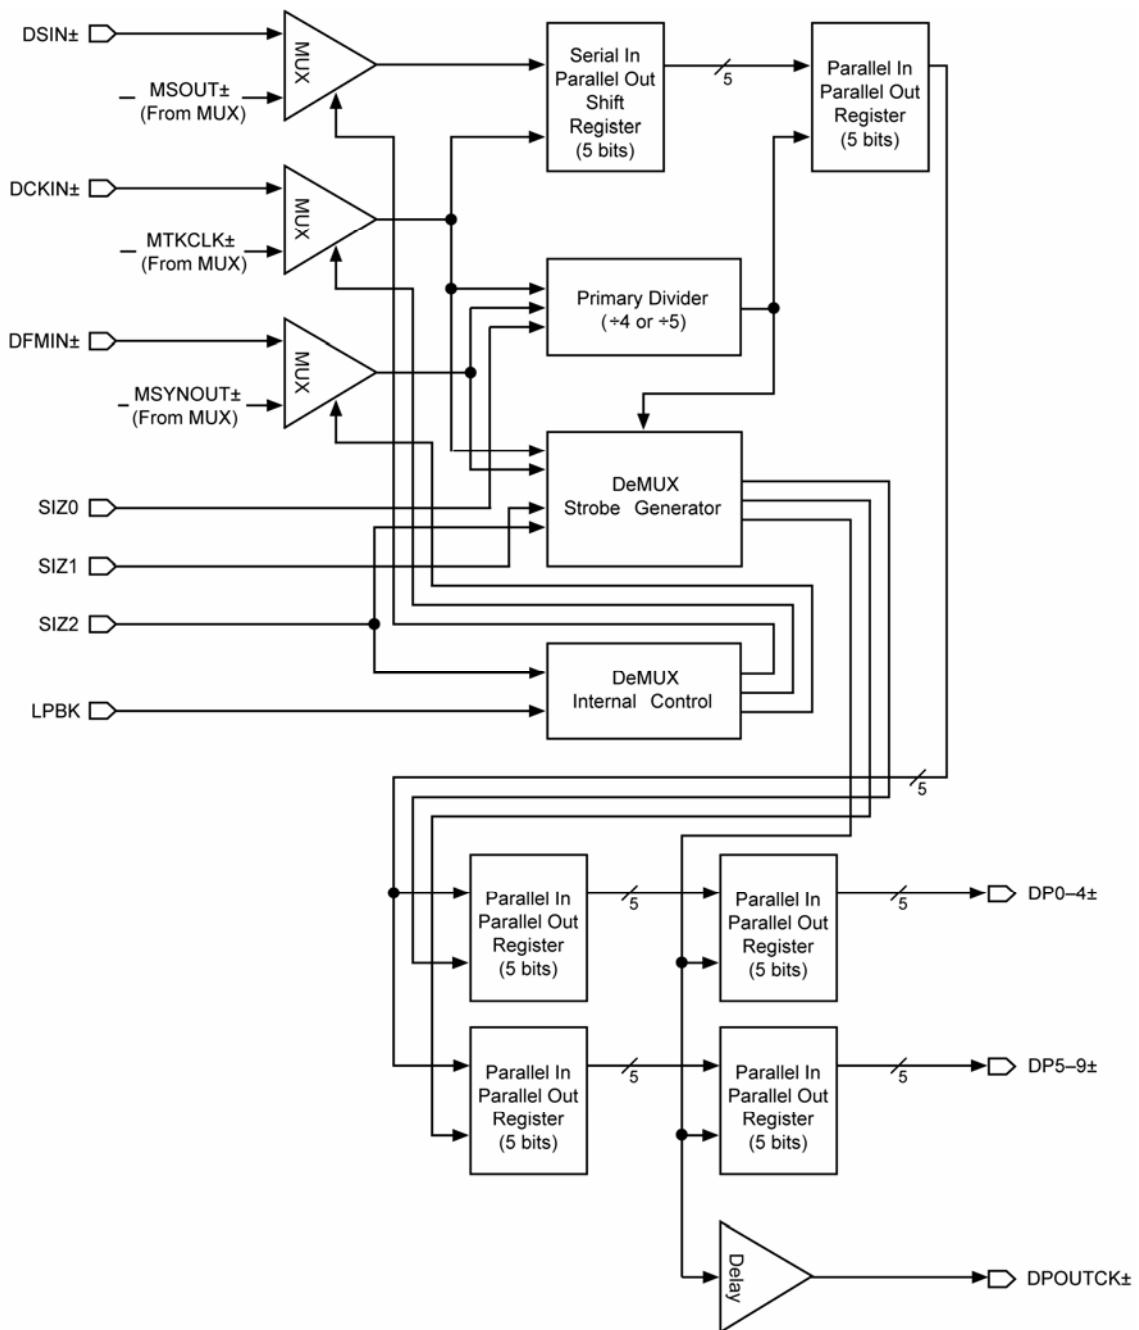 DSIN±
MSOUT±
(From MUX)
MUX
Serial In
Parallel Out
Shift
Register
(5 bits)
5
Parallel In
Parallel Out
Register
(5 bits)
DCKIN±
MTKCLK±
(From MUX)
MUX
Primary Divider
(÷4 or ÷5)
DFMIN±
MSYNOUT±
(From MUX)
MUX
DeMUX
Strobe Generator
SIZ0
SIZ1
SIZ2
LPBK
DeMUX
Internal Control
5
Parallel In
Parallel Out
Register
(5 bits)
5
Parallel In
Parallel Out
Register
(5 bits)
5
DP0–4±
Parallel In
Parallel Out
Register
(5 bits)
5
Parallel In
Parallel Out
Register
(5 bits)
5
DP5–9±
Delay
DPOUTCK±